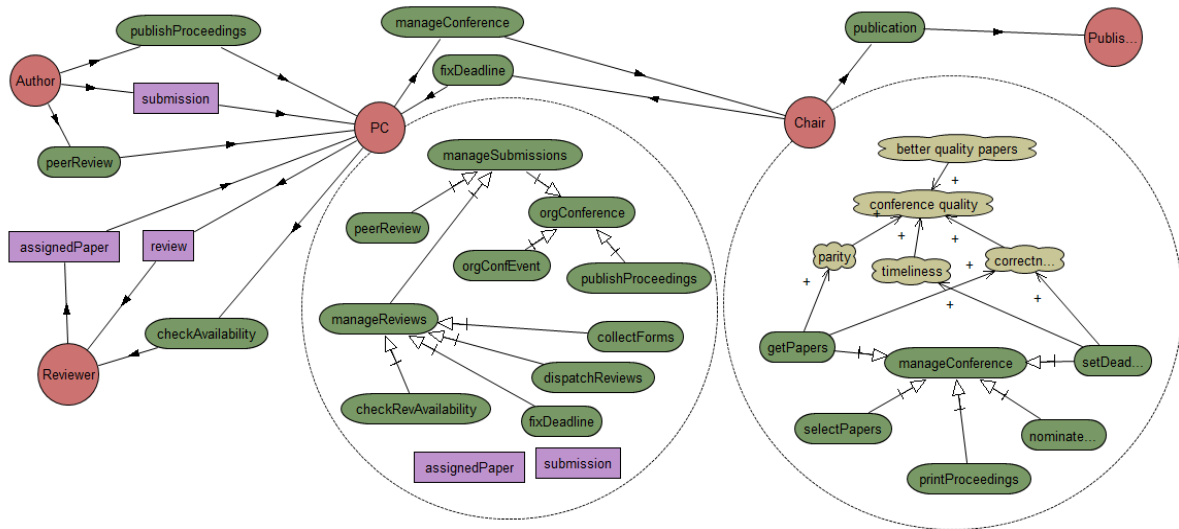 manageConference
publishProceedings
publication
Publis...
fixDeadline
Author
submission
PC
Chair
better quality papers
manageSubmissions
peerReview
+
conference quality
orgConference
peerReview
+
+
+
assignedPaper
review
parity
correctn...
orgConfEvent
timeliness
publishProceedings
+
+
+
manageReviews
checkAvailability
collectForms
getPapers
manageConference
setDead...
Reviewer
dispatchReviews
checkRevAvailability
fixDeadline
selectPapers
nominate...
assignedPaper
submission
printProceedings